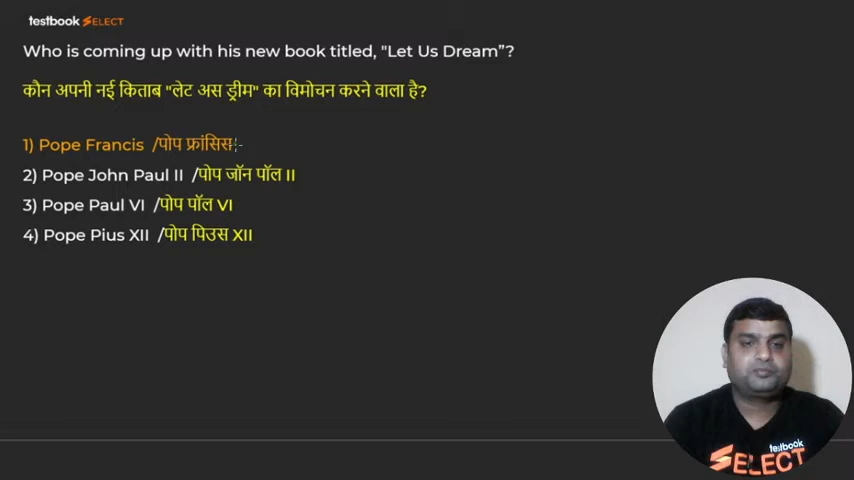 testbook SELECT
Who is coming up with his new book titled, "Let Us Dream”?
कौन अपनी नई किताब "लेट अस ड्रीम" का विमोचन करने वाला है?
1) Pope Francis /पोप फ्रांसिस
2) Pope John Paul II /पोप जॉन पॉल II
3) Pope Paul VI /पोप पॉल VI
4) Pope Pius XII /पोप पिउस XII
testbook
SELECT